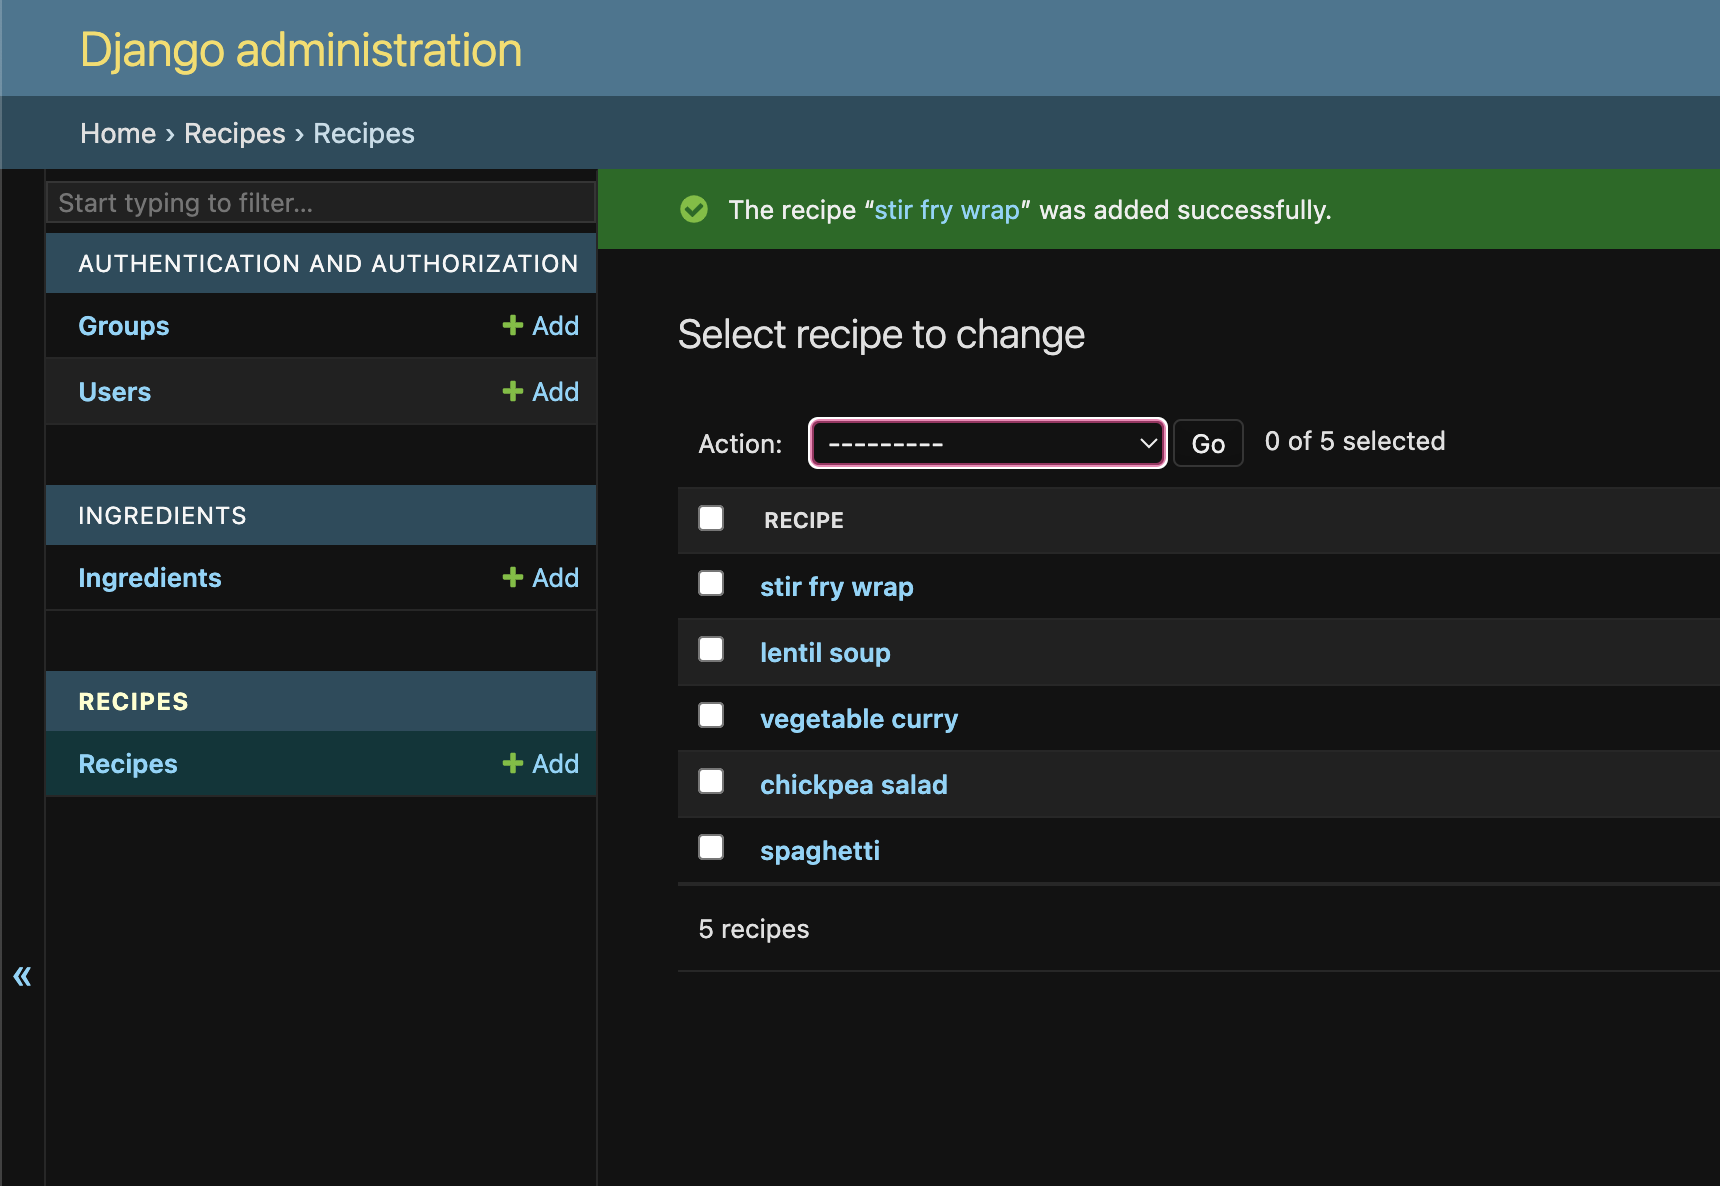 Django administration
Home › Recipes › Recipes
Start typing to filter...
AUTHENTICATION AND AUTHORIZATION
Groups + Add
Users + Add
INGREDIENTS
Ingredients + Add
RECIPES
Recipes + Add
«
The recipe “stir fry wrap” was added successfully.
Select recipe to change
Action: --------- Go 0 of 5 selected
RECIPE
stir fry wrap
lentil soup
vegetable curry
chickpea salad
spaghetti
5 recipes